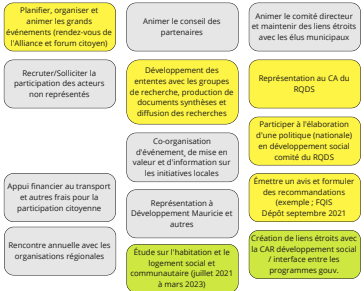 Planifier, organiser et
animer les grands
événements (rendez-vous de
l'Alliance et forum citoyen)
Recruter/Solliciter la
participation des acteurs
non représentés
Appui financier au transport
et autres frais pour la
participation citoyenne
Rencontre annuelle avec les
organisations régionales
Animer le conseil des
partenaires
Développement des
ententes avec les groupes
de recherche, production de
documents synthèses et
diffusion des recherches
Co-organisation
d'événement, de mise en
valeur et d'information sur
les initiatives locales
Représentation à
Développement Mauricie et
autres
Étude sur l'habitation et le
logement social et
communautaire (juillet 2021
à mars 2023)
Animer le comité directeur
et maintenir des liens étroits
avec les élus municipaux
Représentation au CA du
RQDS
Participer à l'élaboration
d'une politique (nationale)
en développement social
comité du RQDS
Émettre un avis et formuler
des recommandations
(exemple ; FQIS
Dépôt septembre 2021
Création de liens étroits avec
la CAR développement social
/ interface entre les
programmes gouv.